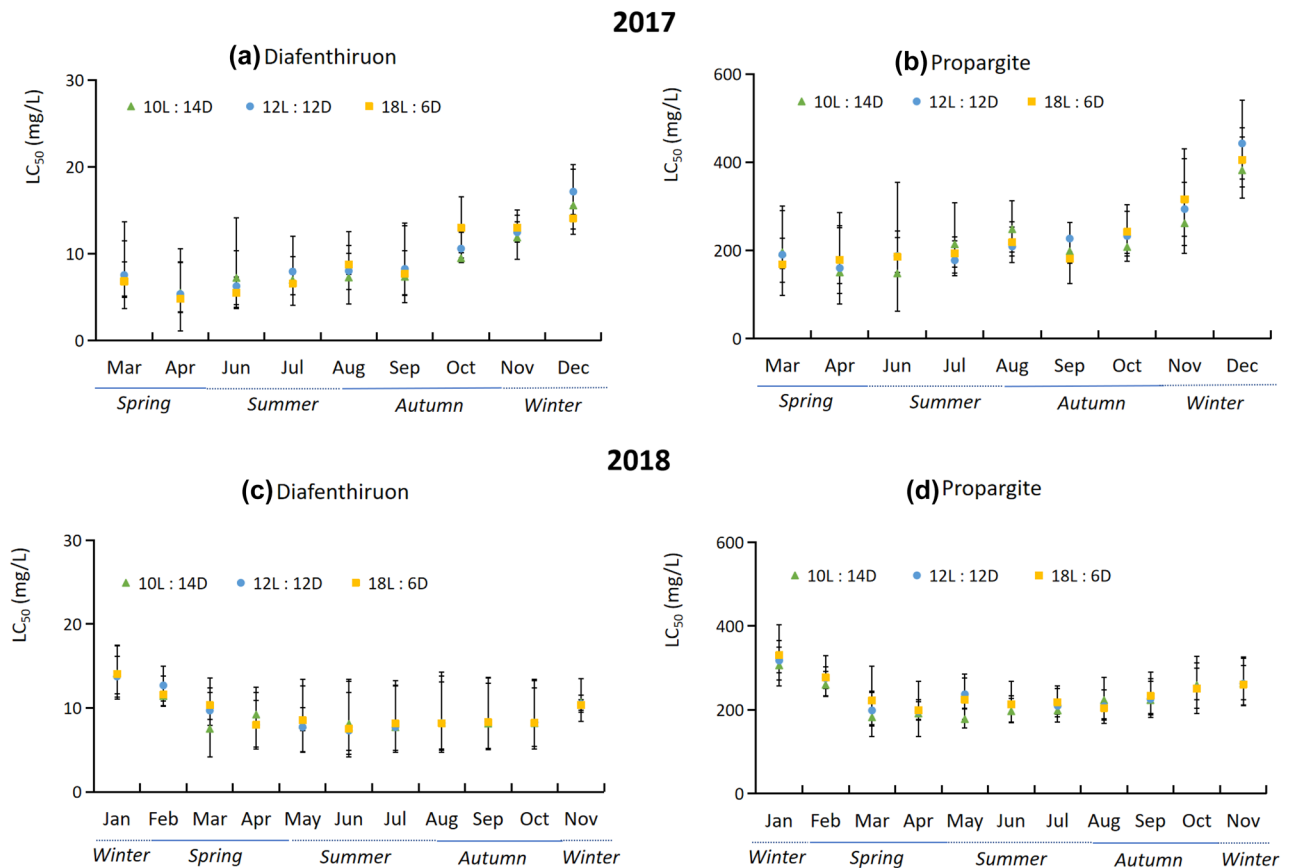 2017
(a) Diafenthiruon
30
20
10
0
LC50 (mg/L)
10L : 14D 12L : 12D 18L : 6D
Mar Apr Jun Jul Aug Sep Oct Nov Dec
Spring Summer Autumn Winter
(b) Propargite
600
400
200
0
LC50 (mg/L)
10L : 14D 12L : 12D 18L : 6D
Mar Apr Jun Jul Aug Sep Oct Nov Dec
Spring Summer Autumn Winter
2018
(c) Diafenthiruon
30
20
10
0
LC50 (mg/L)
10L : 14D 12L : 12D 18L : 6D
Jan Feb Mar Apr May Jun Jul Aug Sep Oct Nov
Winter Spring Summer Autumn Winter
(d) Propargite
600
400
200
0
LC50 (mg/L)
10L : 14D 12L : 12D 18L : 6D
Jan Feb Mar Apr May Jun Jul Aug Sep Oct Nov
Winter Spring Summer Autumn Winter